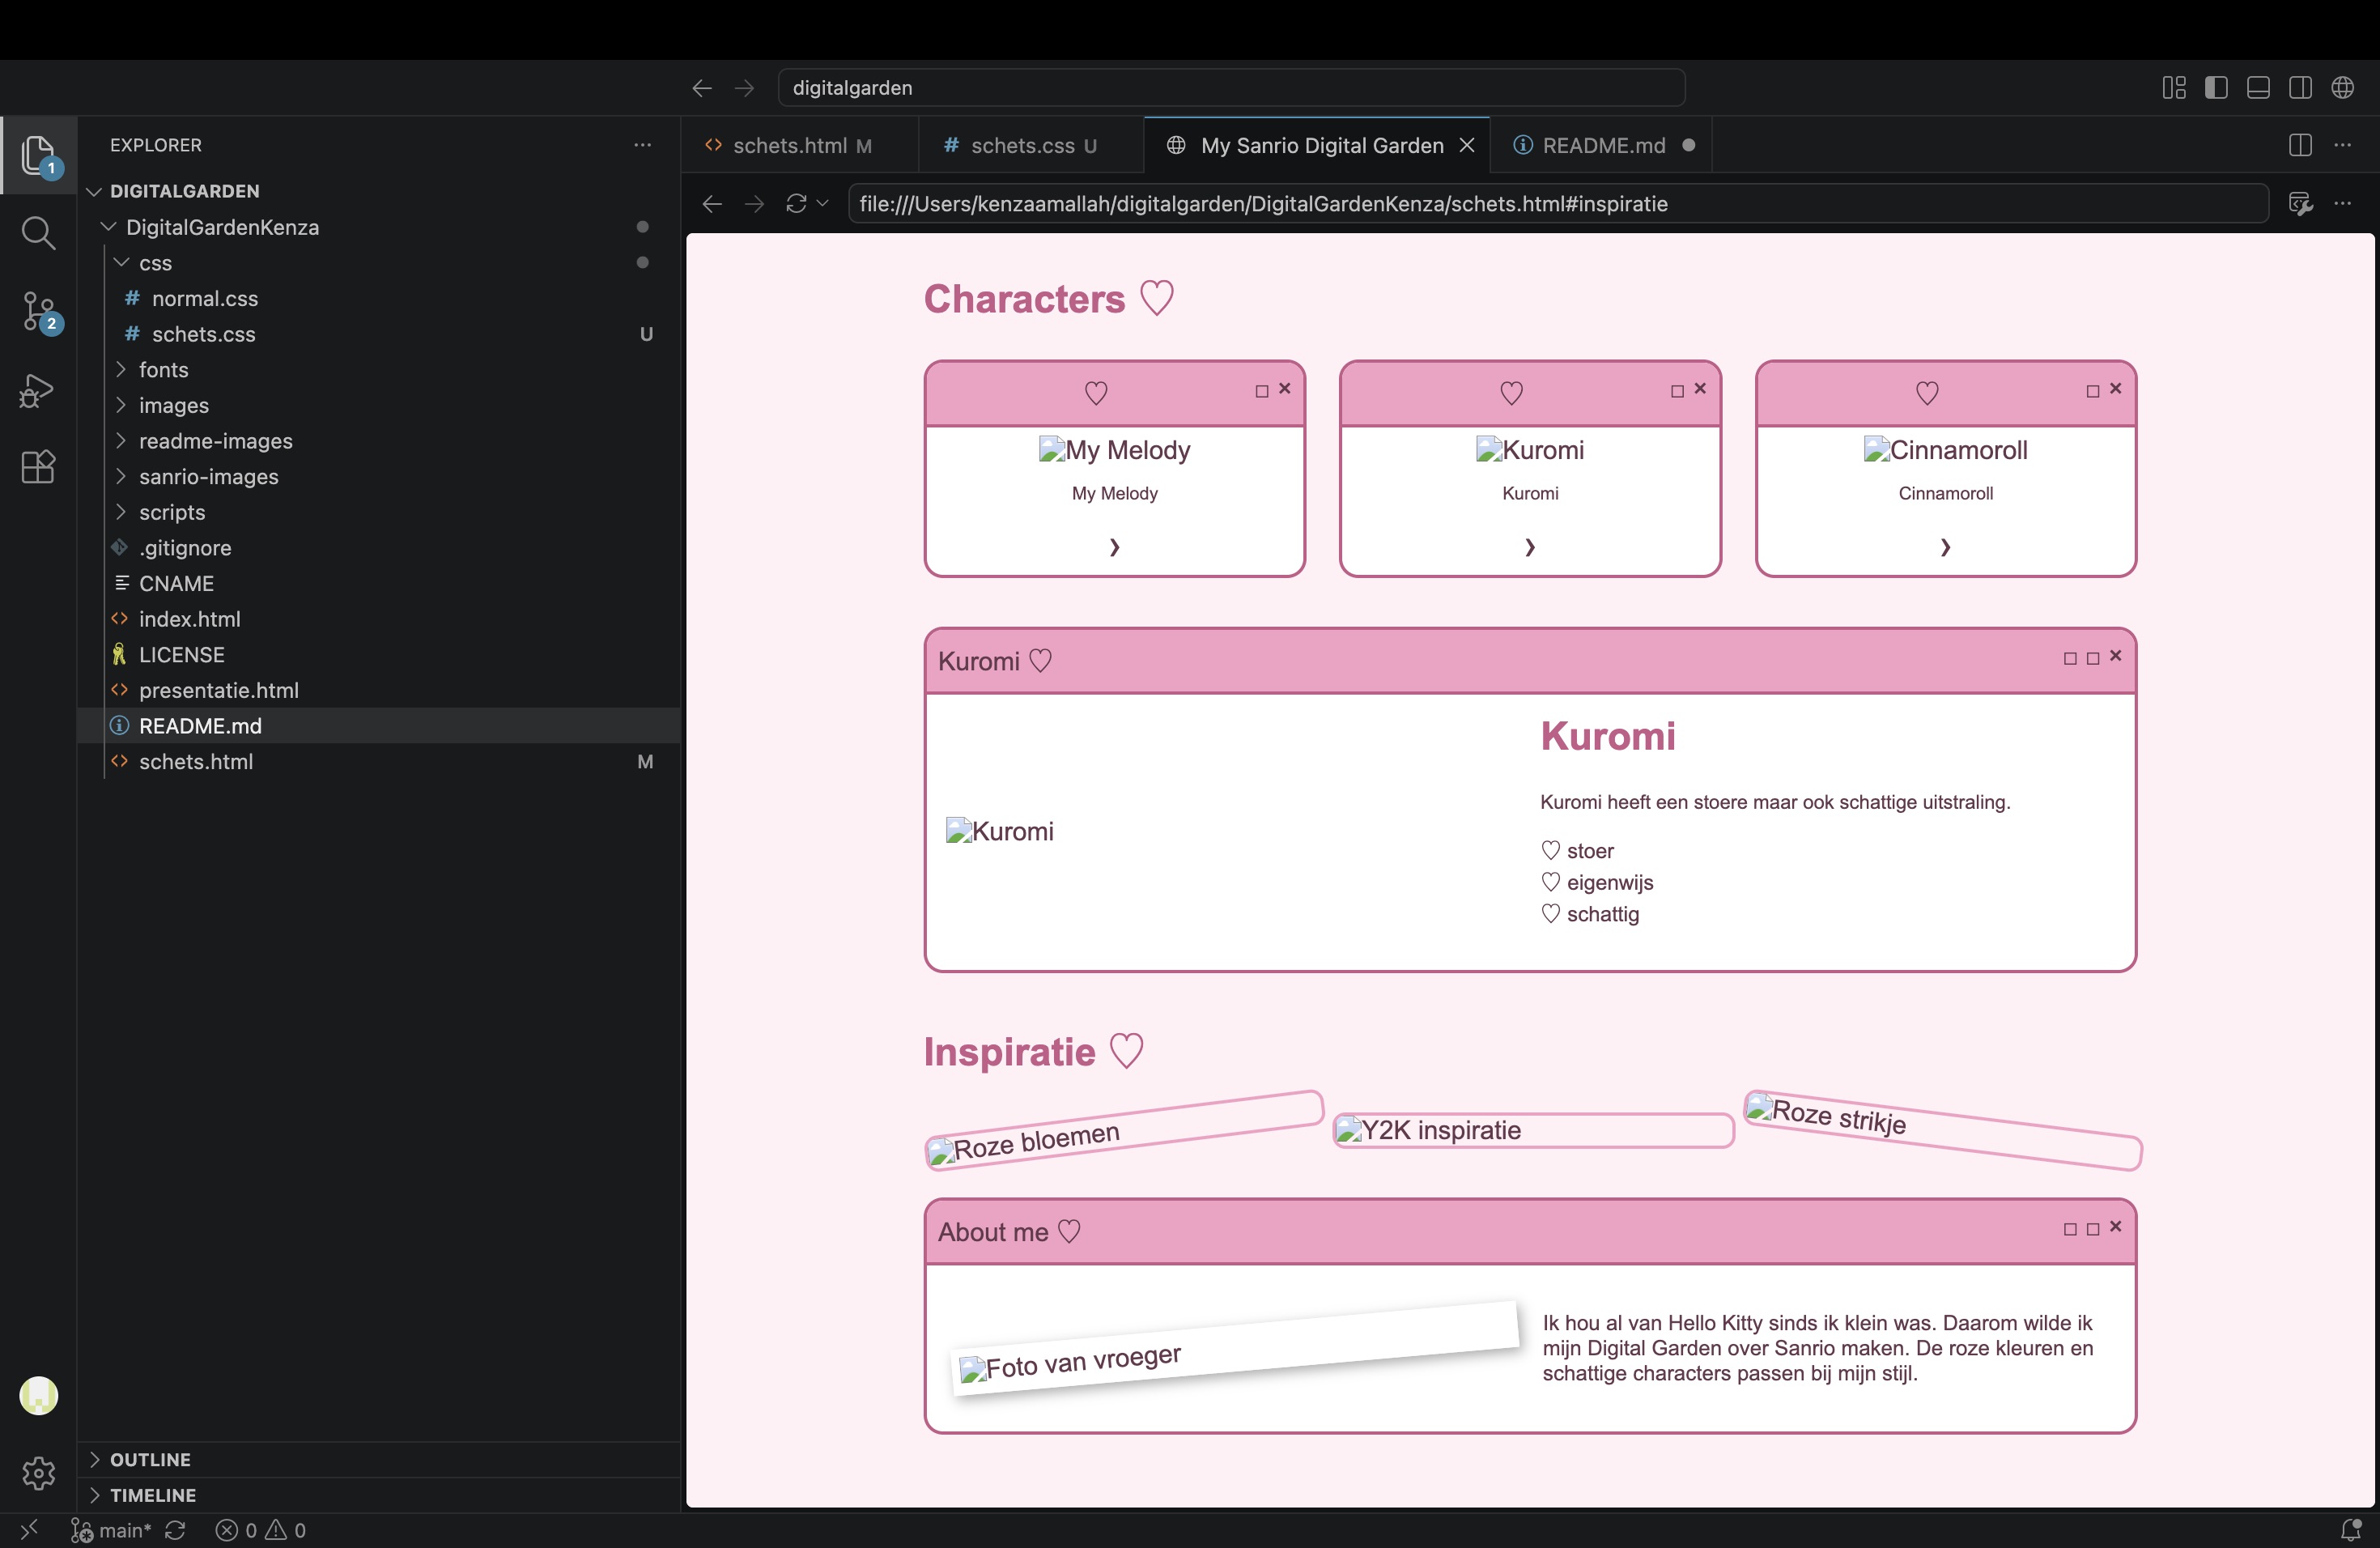 digitalgarden
EXPLORER
schets.html M
# schets.css U
My Sanrio Digital Garden
README.md
DIGITALGARDEN
file:///Users/kenzaamallah/digitalgarden/DigitalGardenKenza/schets.html#inspiratie
1
DigitalGardenKenza
css
# normal.css
# schets.css U
fonts
images
readme-images
sanrio-images
scripts
.gitignore
CNAME
index.html
LICENSE
presentatie.html
README.md
schets.html M
2
OUTLINE
TIMELINE
main*
0 0
Characters ♡
♡ □ ×
My Melody
My Melody
❯
♡ □ ×
Kuromi
Kuromi
❯
♡ □ ×
Cinnamoroll
Cinnamoroll
❯
Kuromi ♡ □ □ ×
Kuromi
Kuromi
Kuromi heeft een stoere maar ook schattige uitstraling.
♡ stoer
♡ eigenwijs
♡ schattig
Inspiratie ♡
Roze bloemen
Y2K inspiratie
Roze strikje
About me ♡ □ □ ×
Foto van vroeger
Ik hou al van Hello Kitty sinds ik klein was. Daarom wilde ik
mijn Digital Garden over Sanrio maken. De roze kleuren en
schattige characters passen bij mijn stijl.